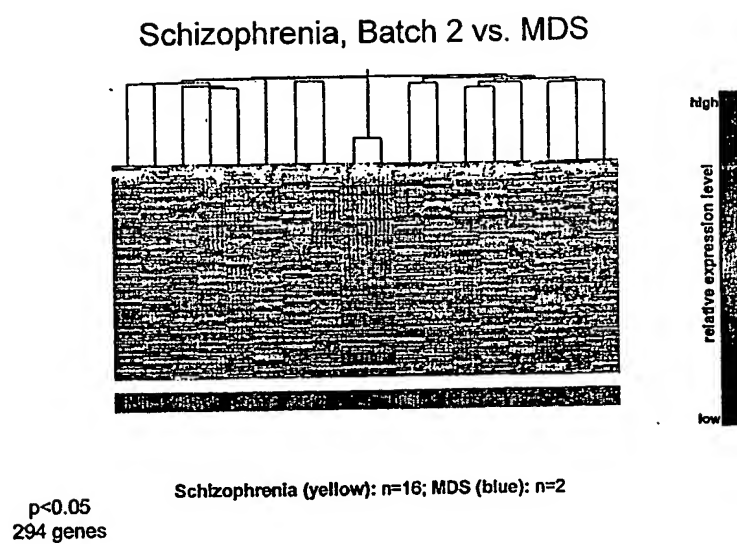 Schizophrenia, Batch 2 vs. MDS
high
relative expression level
low
Schizophrenia (yellow): n=16; MDS (blue): n=2
p<0.05
294 genes